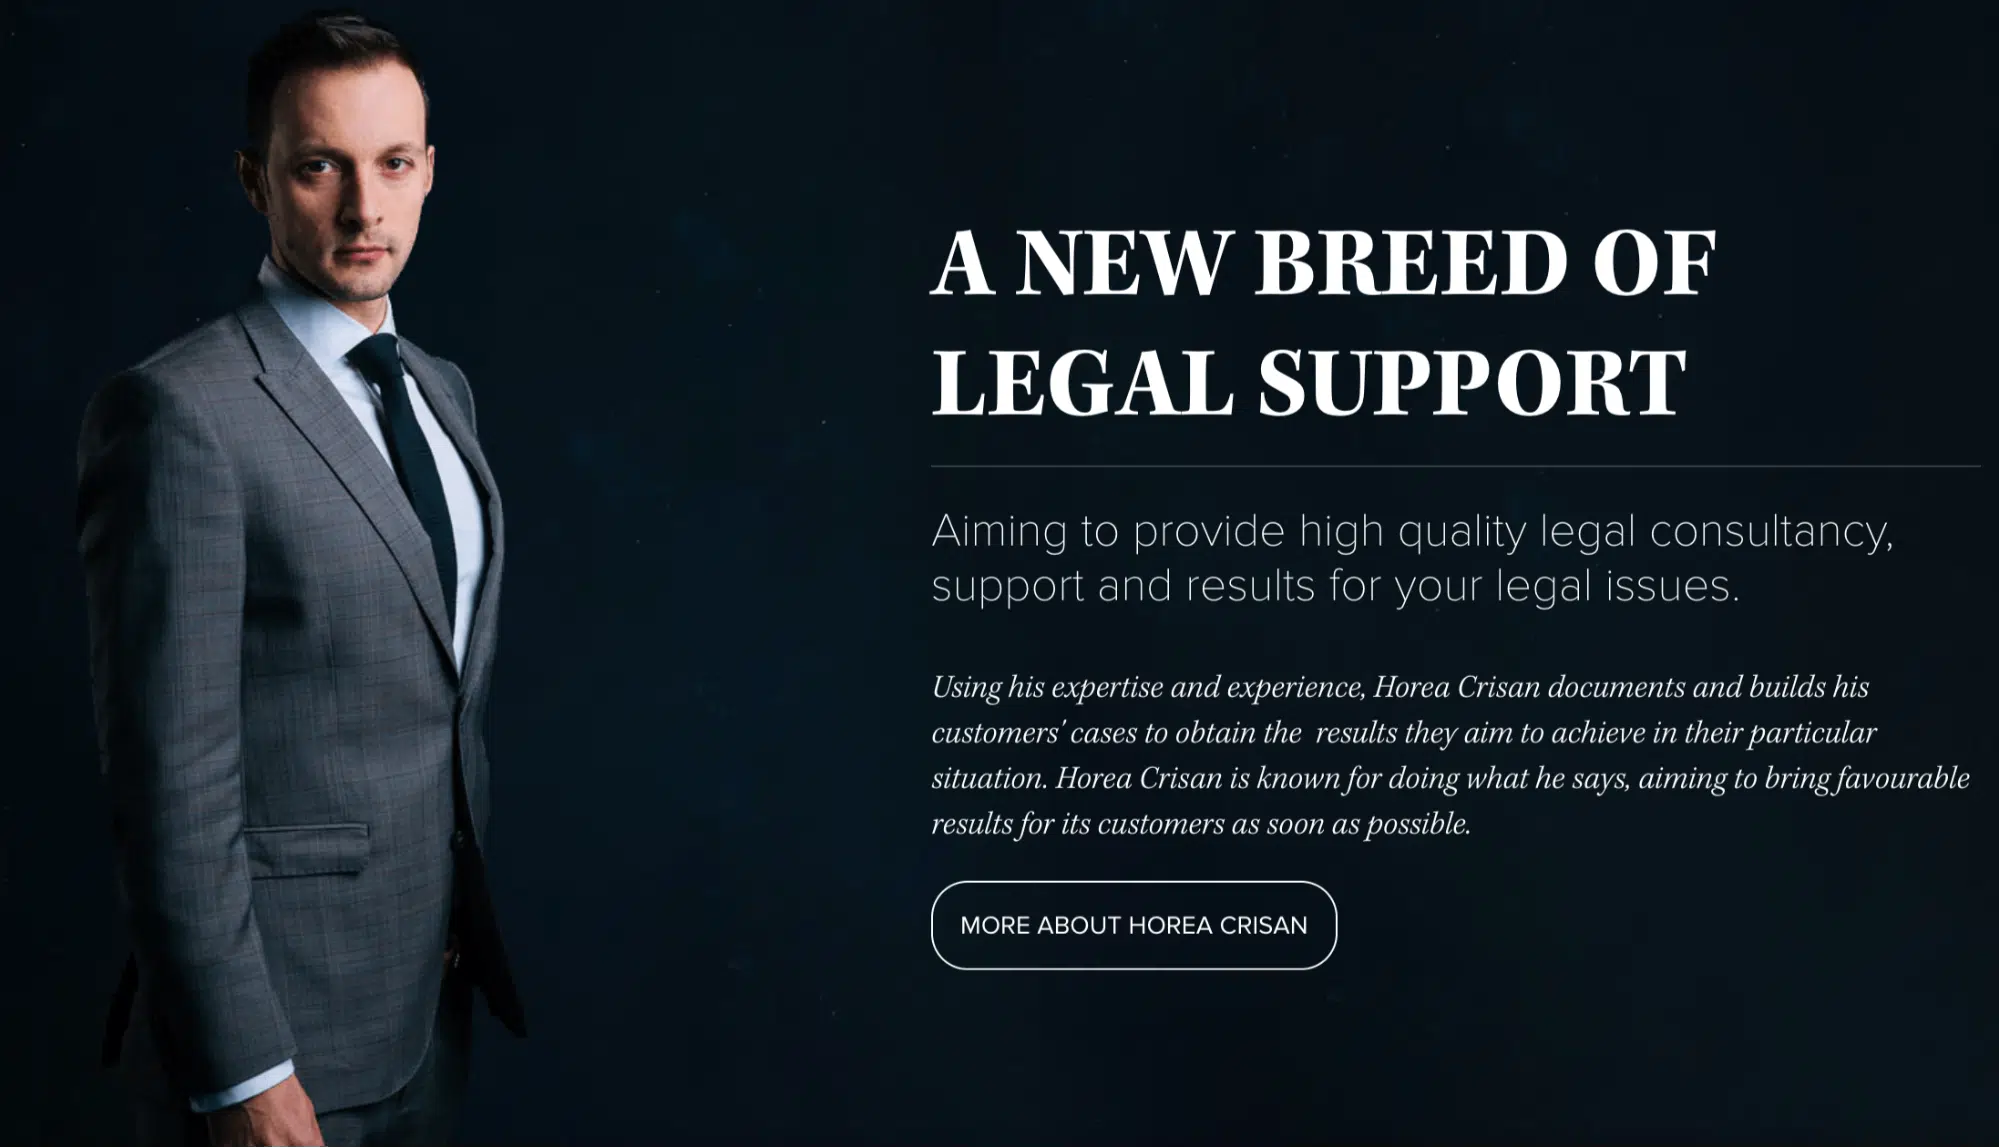 A NEW BREED OF
LEGAL SUPPORT
Aiming to provide high quality legal consultancy,
support and results for your legal issues.
Using his expertise and experience, Horea Crisan documents and builds his
customers' cases to obtain the  results they aim to achieve in their particular
situation. Horea Crisan is known for doing what he says, aiming to bring favourable
results for its customers as soon as possible.
MORE ABOUT HOREA CRISAN